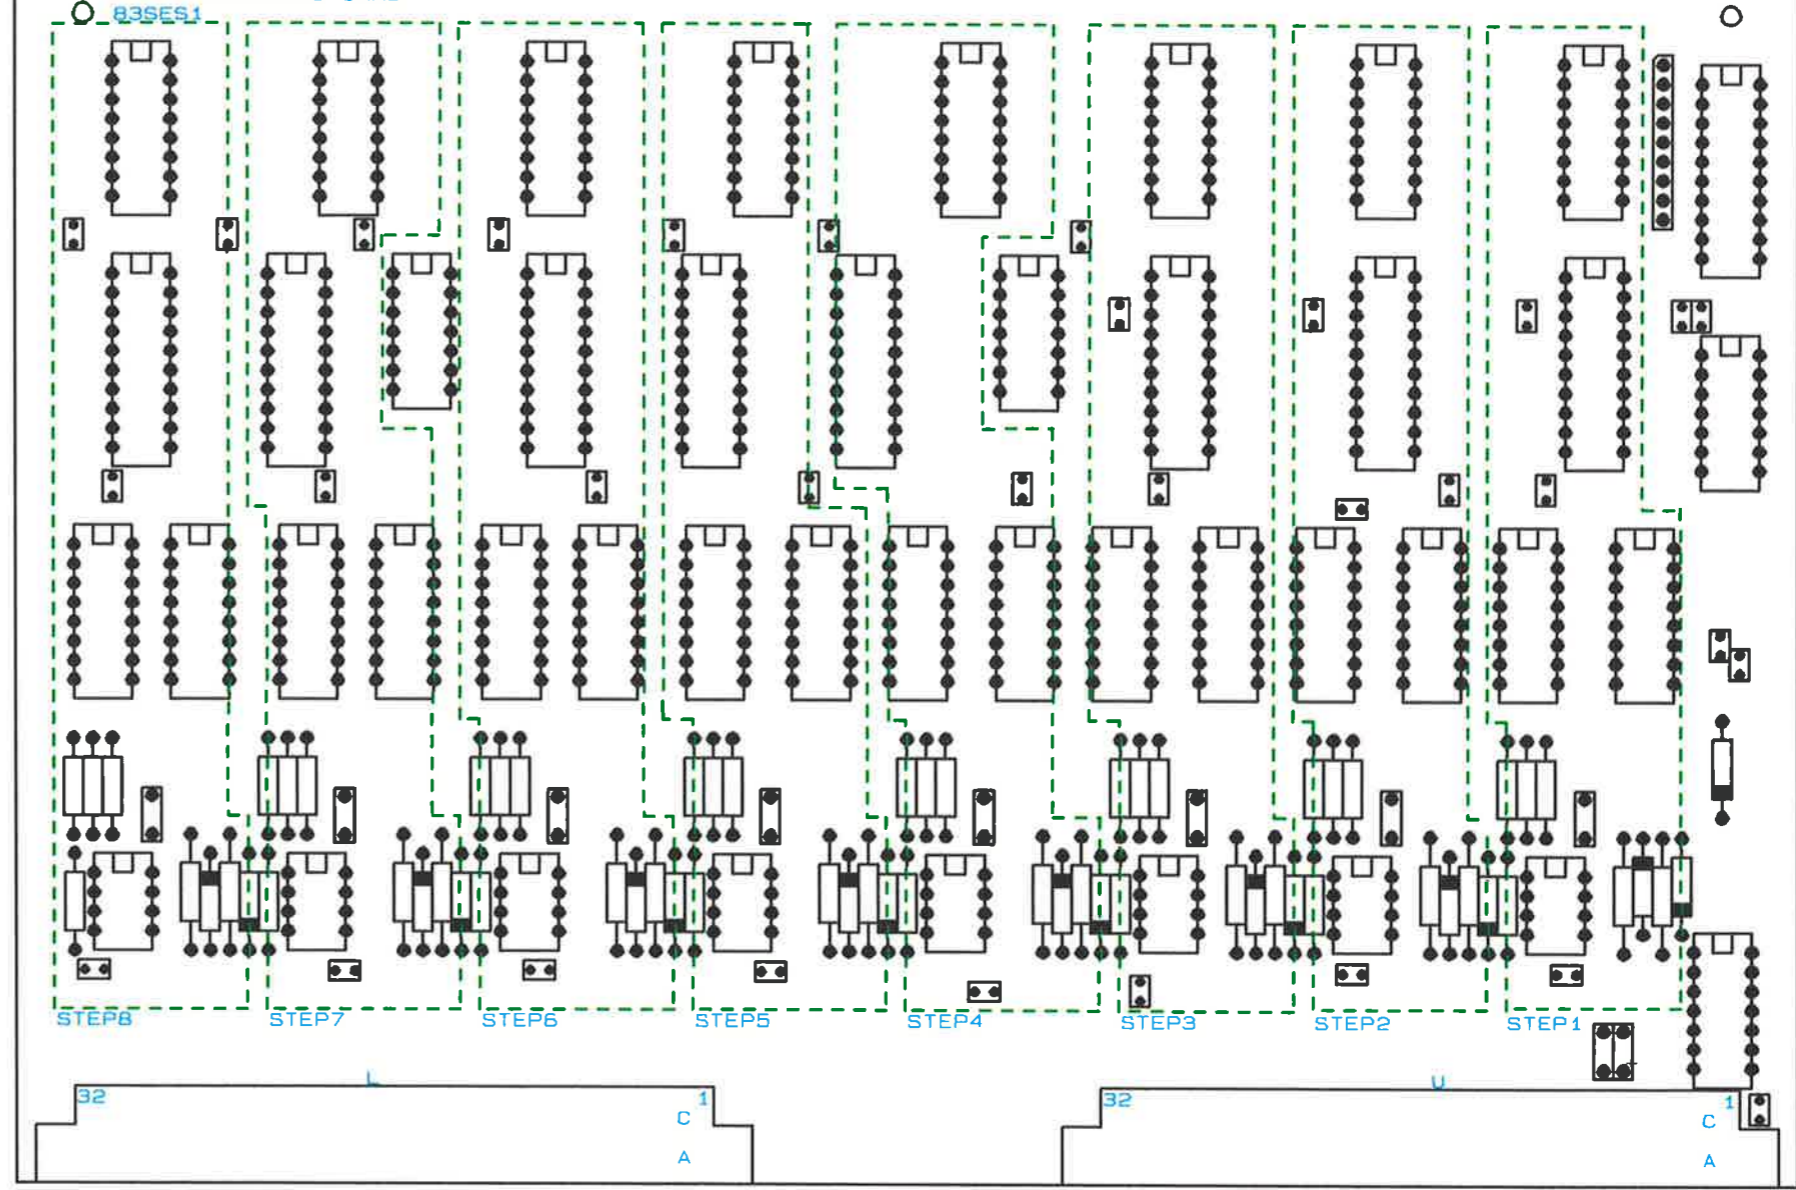 83SES1
STEP8 STEP7 STEP6 STEP5 STEP4 STEP3 STEP2 STEP1
L U
32 1 32 1
C C
A A